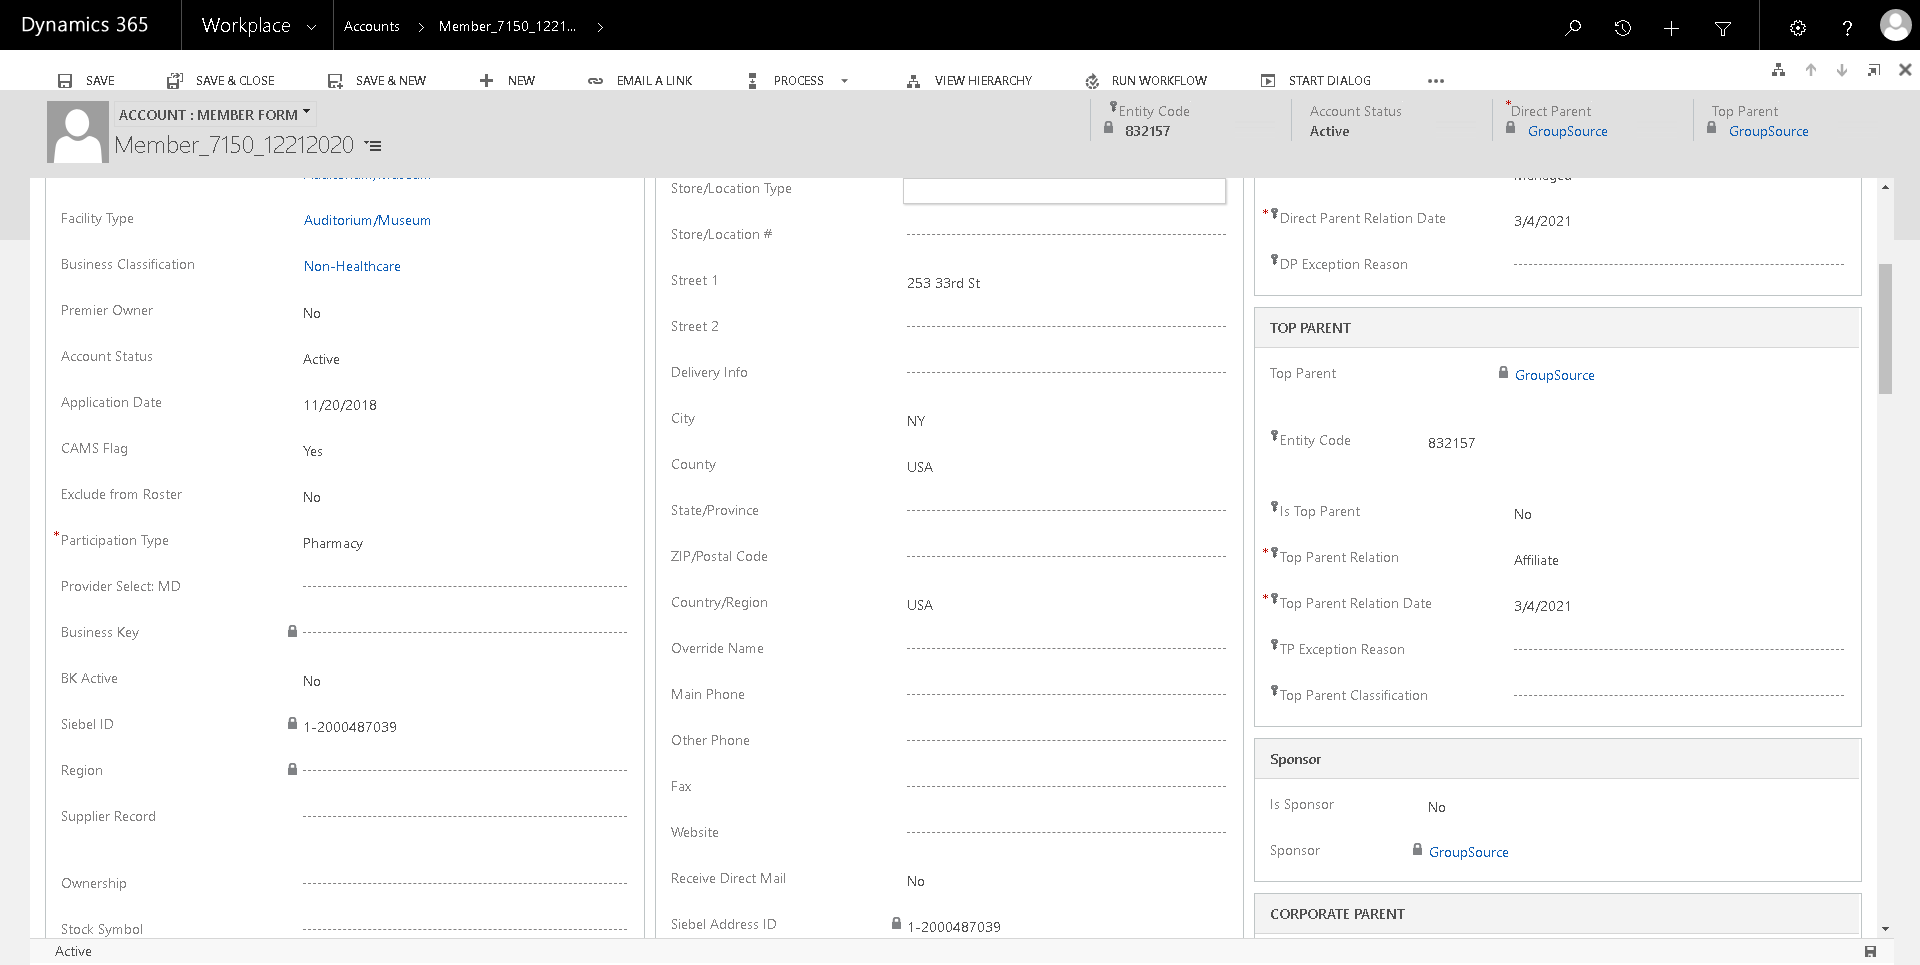 Dynamics 365
Workplace
Accounts
Member_7150_1221...
SAVE
SAVE & CLOSE
SAVE & NEW
NEW
EMAIL A LINK
PROCESS
VIEW HIERARCHY
RUN WORKFLOW
START DIALOG
ACCOUNT : MEMBER FORM
Member_7150_12212020
Entity Code
832157
Account Status
Active
*Direct Parent
GroupSource
Top Parent
GroupSource
Auditorium/Museum
Facility Type Auditorium/Museum
Business Classification Non-Healthcare
Premier Owner No
Account Status Active
Application Date 11/20/2018
CAMS Flag Yes
Exclude from Roster No
*Participation Type Pharmacy
Provider Select: MD
Business Key
BK Active No
Siebel ID 1-2000487039
Region
Supplier Record
Ownership
Stock Symbol
Store/Location Type
Store/Location #
Street 1 253 33rd St
Street 2
Delivery Info
City NY
County USA
State/Province
ZIP/Postal Code
Country/Region USA
Override Name
Main Phone
Other Phone
Fax
Website
Receive Direct Mail No
Siebel Address ID 1-2000487039
Managed
*Direct Parent Relation Date 3/4/2021
DP Exception Reason
TOP PARENT
Top Parent GroupSource
Entity Code 832157
Is Top Parent No
*Top Parent Relation Affiliate
*Top Parent Relation Date 3/4/2021
TP Exception Reason
Top Parent Classification
Sponsor
Is Sponsor No
Sponsor GroupSource
CORPORATE PARENT
Active